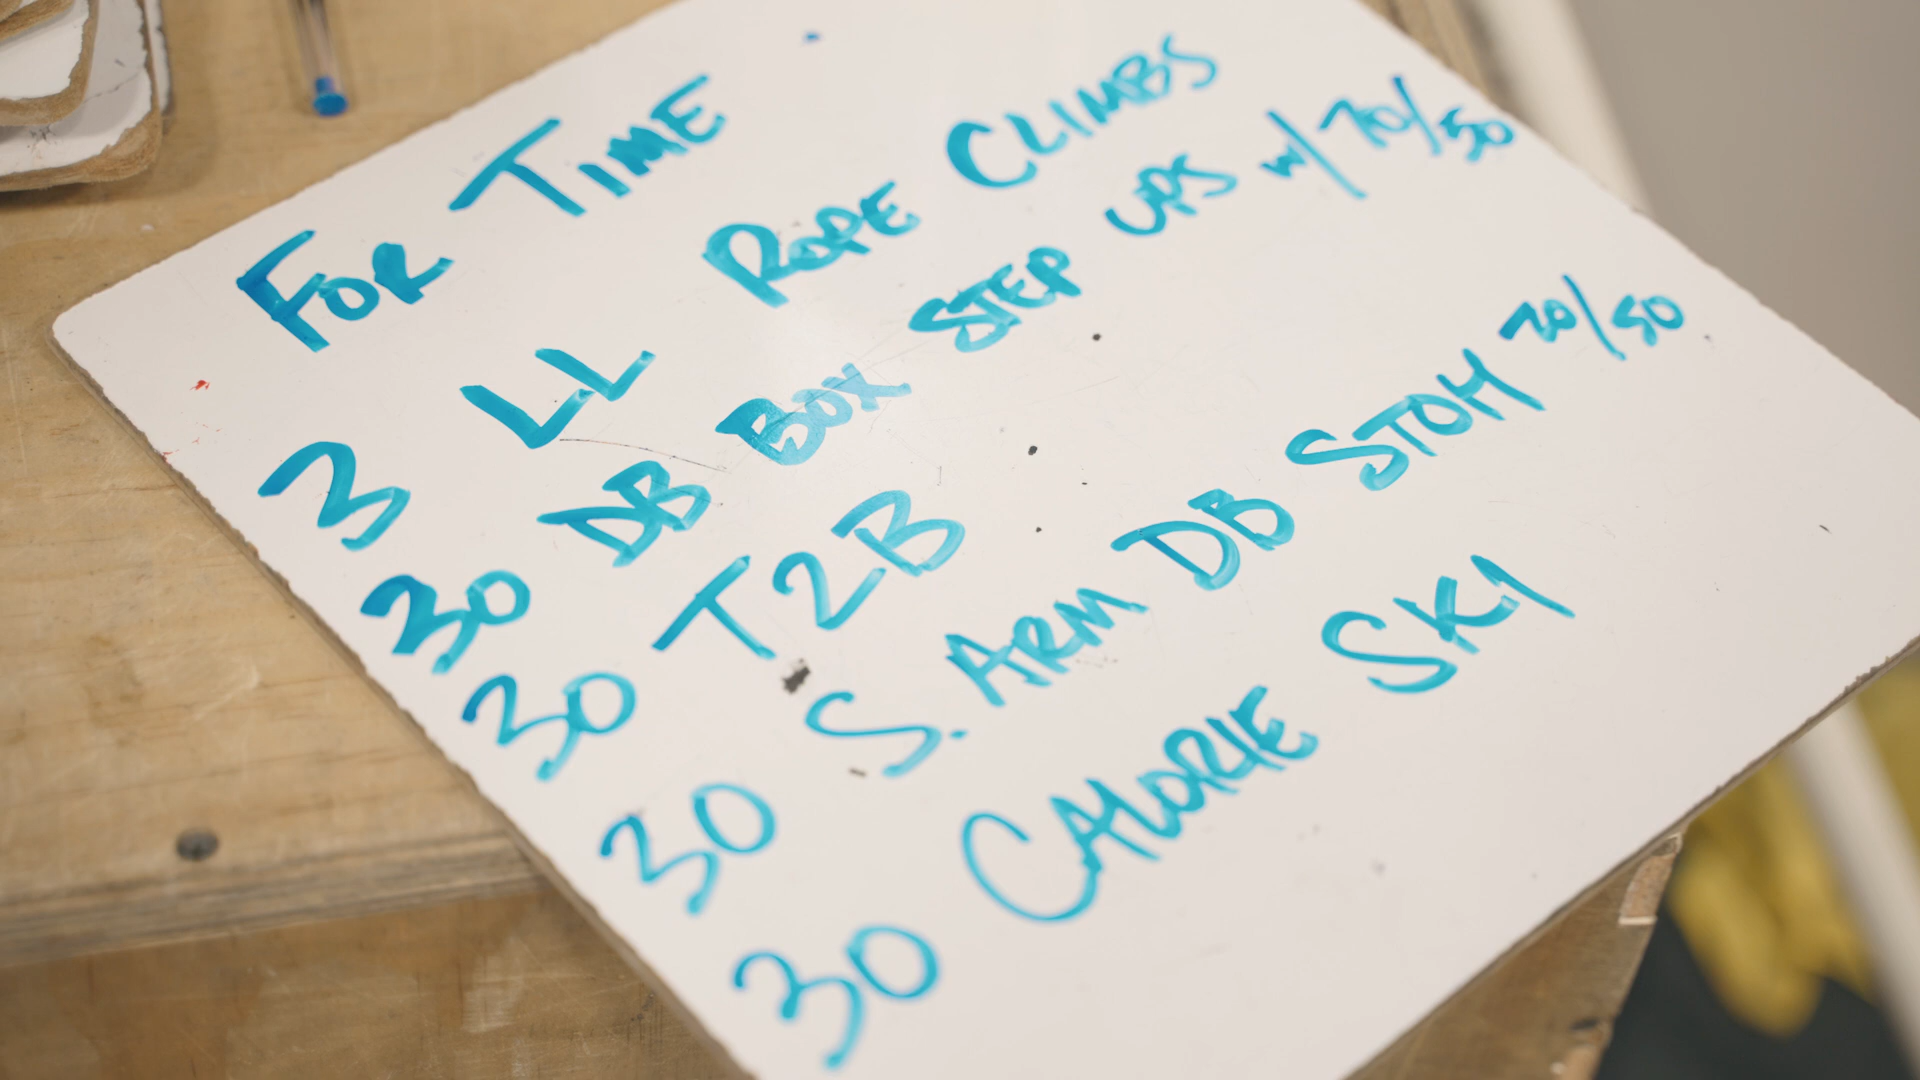 FOR TIME
3 LL ROPE CLIMBS
30 DB BOX STEP UPS w/ 70/50
30 T2B
30 S. ARM DB STOH 70/50
30 CALORIE SKI